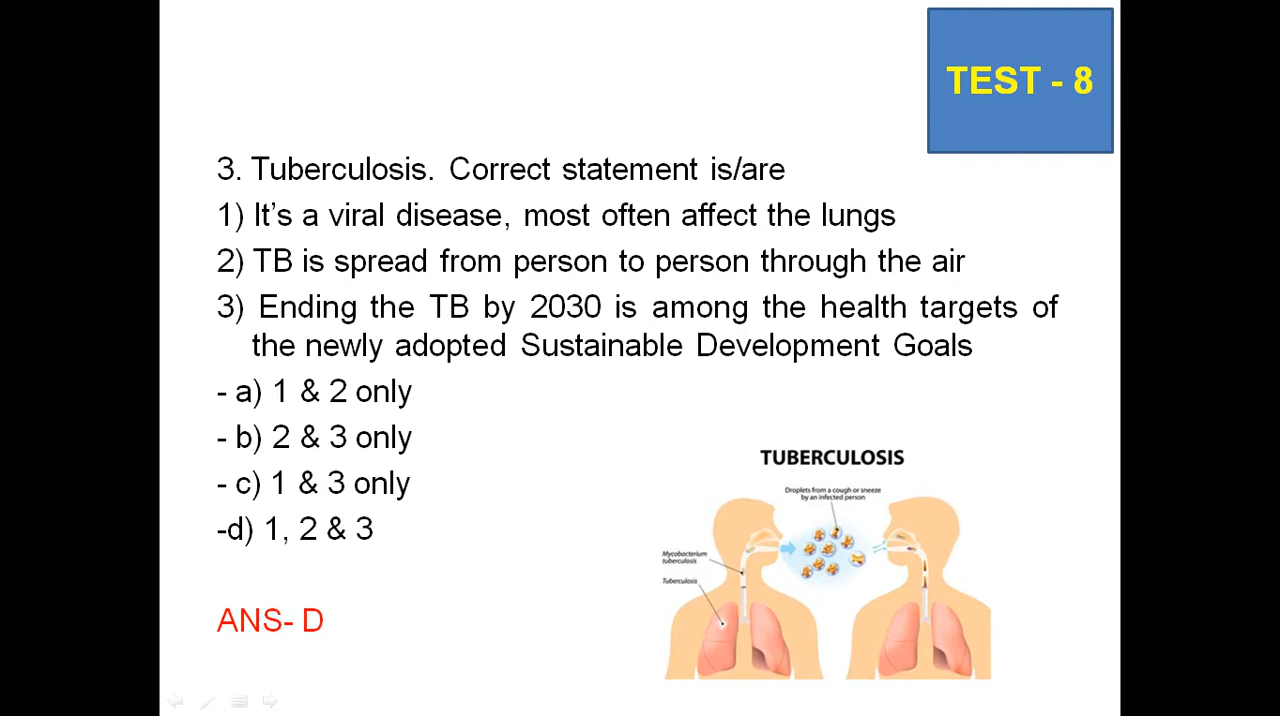 TEST - 8
3. Tuberculosis. Correct statement is/are
1) It’s a viral disease, most often affect the lungs
2) TB is spread from person to person through the air
3) Ending the TB by 2030 is among the health targets of
the newly adopted Sustainable Development Goals
- a) 1 & 2 only
- b) 2 & 3 only
- c) 1 & 3 only
-d) 1, 2 & 3
ANS- D
TUBERCULOSIS
Droplets from a cough or sneeze
by an infected person
Mycobacterium
tuberculosis
Tuberculosis